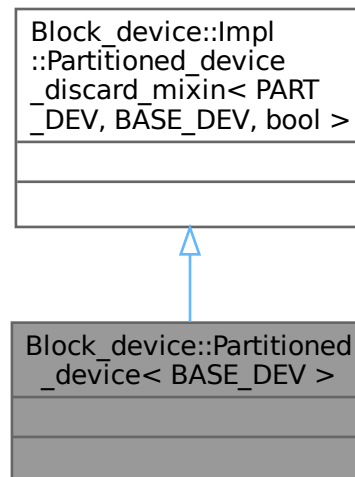 Block_device::Impl
::Partitioned_device
_discard_mixin< PART
_DEV, BASE_DEV, bool >
Block_device::Partitioned
_device< BASE_DEV >